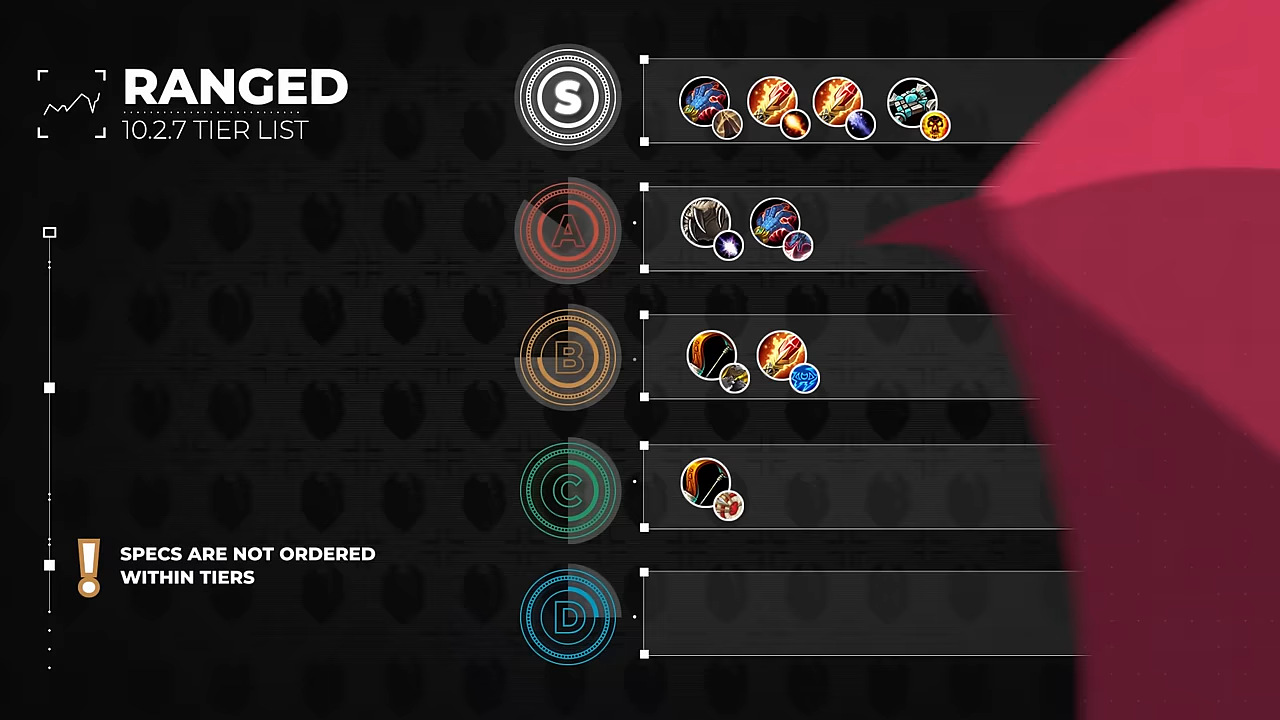 RANGED
10.2.7 TIER LIST
S
A
B
C
D
SPECS ARE NOT ORDERED
WITHIN TIERS